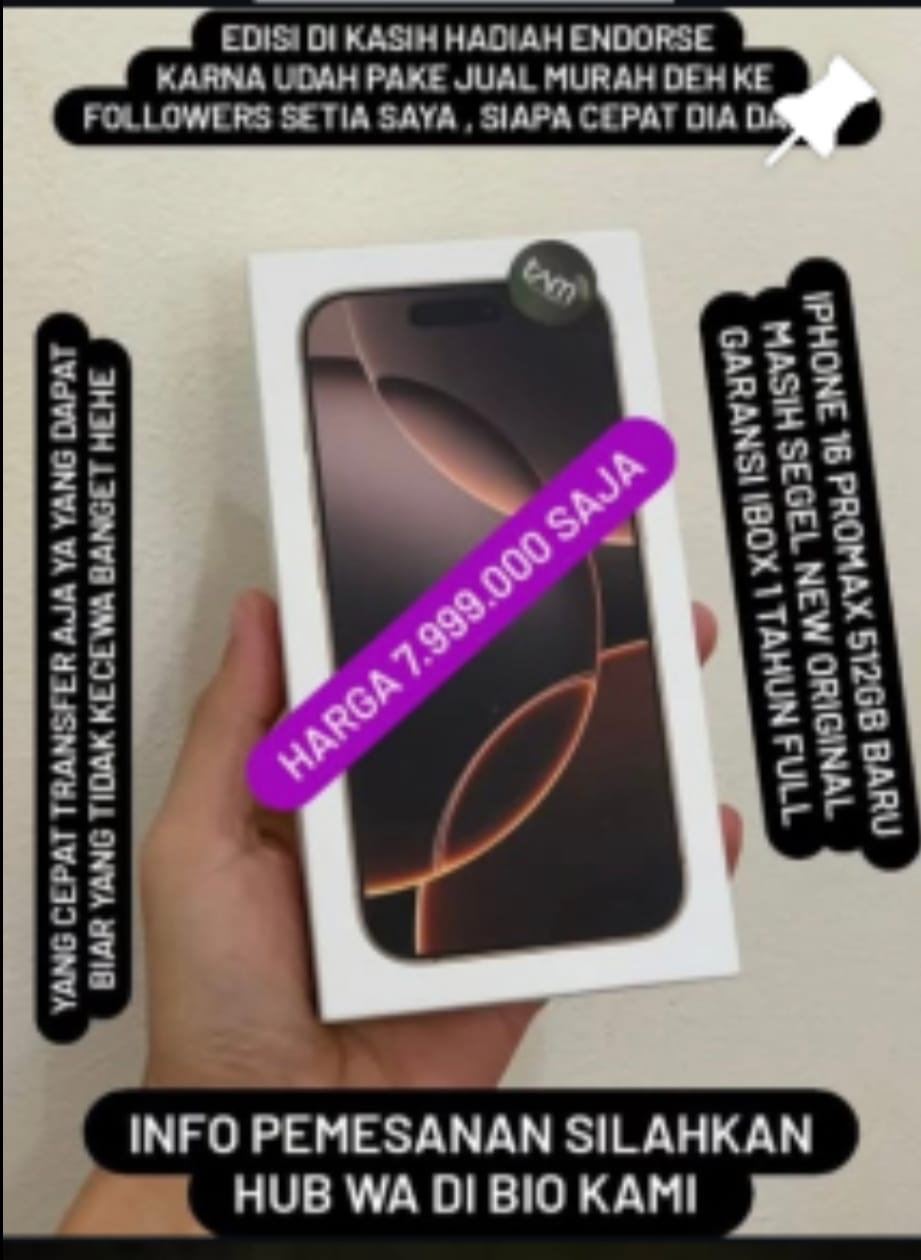 EDISI DI KASIH HADIAH ENDORSE
KARNA UDAH PAKE JUAL MURAH DEH KE
FOLLOWERS SETIA SAYA , SIAPA CEPAT DIA
tam
IPHONE 16 PROMAX 512GB BARU
MASIH SEGEL NEW ORIGINAL
GARANSI IBOX 1 TAHUN FULL
YANG CEPAT TRANSFER AJA YA YANG DAPAT
BIAR YANG TIDAK KECEWA BANGET HEHE
HARGA 7.999.000 SAJA
INFO PEMESANAN SILAHKAN
HUB WA DI BIO KAMI